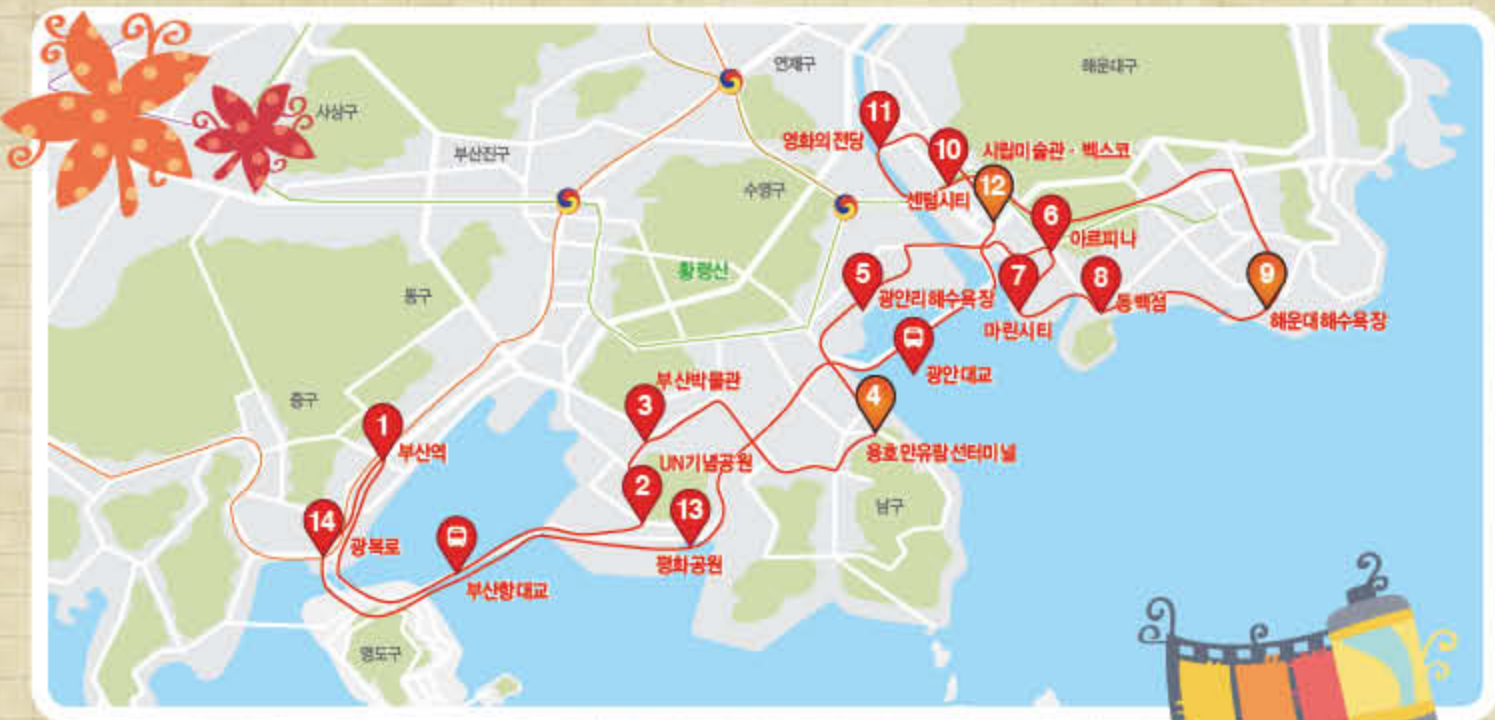 연제구
해운대구
11
사상구
영화의전당
10
시립미술관 · 벡스코
부산진구
12
수영구
센텀시티
6
아르피나
5
황령산
7
8
9
동구
광안리해수욕장
동백섬
마린시티
해운대해수욕장
광안대교
부산박물관
4
3
중구
1
부산역
용호만유람선터미널
UN기념공원
2
13
남구
14
광복로
평화공원
부산항대교
영도구